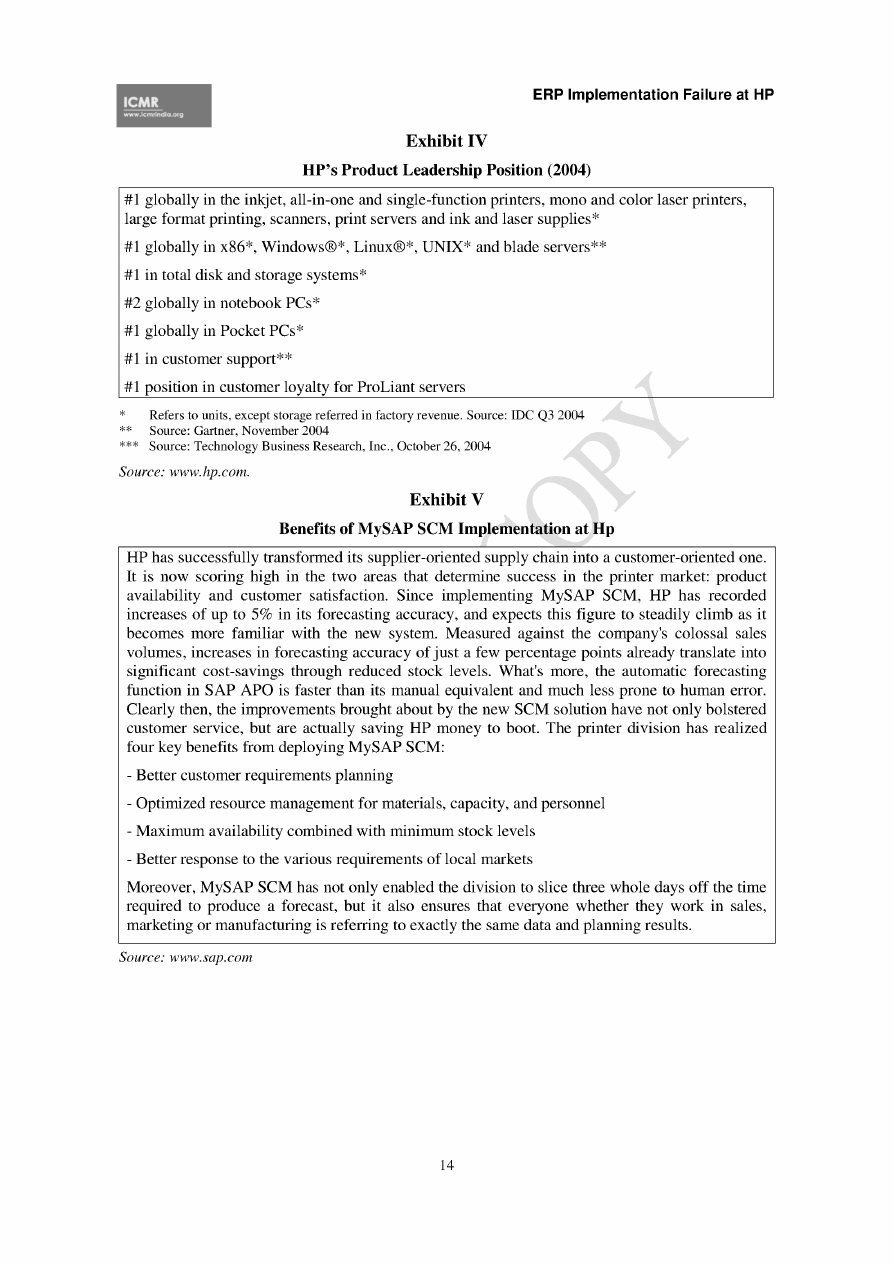 ICMR
www.icmrindia.org
ERP Implementation Failure at HP
Exhibit IV
HP’s Product Leadership Position (2004)
#1 globally in the inkjet, all-in-one and single-function printers, mono and color laser printers,
large format printing, scanners, print servers and ink and laser supplies*
#1 globally in x86*, Windows®*, Linux®*, UNIX* and blade servers**
#1 in total disk and storage systems*
#2 globally in notebook PCs*
#1 globally in Pocket PCs*
#1 in customer support**
#1 position in customer loyalty for ProLiant servers
* Refers to units, except storage referred in factory revenue. Source: IDC Q3 2004
** Source: Gartner, November 2004
*** Source: Technology Business Research, Inc., October 26, 2004
Source: www.hp.com.
Exhibit V
Benefits of MySAP SCM Implementation at Hp
HP has successfully transformed its supplier-oriented supply chain into a customer-oriented one.
It is now scoring high in the two areas that determine success in the printer market: product
availability and customer satisfaction. Since implementing MySAP SCM, HP has recorded
increases of up to 5% in its forecasting accuracy, and expects this figure to steadily climb as it
becomes more familiar with the new system. Measured against the company's colossal sales
volumes, increases in forecasting accuracy of just a few percentage points already translate into
significant cost-savings through reduced stock levels. What's more, the automatic forecasting
function in SAP APO is faster than its manual equivalent and much less prone to human error.
Clearly then, the improvements brought about by the new SCM solution have not only bolstered
customer service, but are actually saving HP money to boot. The printer division has realized
four key benefits from deploying MySAP SCM:
- Better customer requirements planning
- Optimized resource management for materials, capacity, and personnel
- Maximum availability combined with minimum stock levels
- Better response to the various requirements of local markets
Moreover, MySAP SCM has not only enabled the division to slice three whole days off the time
required to produce a forecast, but it also ensures that everyone whether they work in sales,
marketing or manufacturing is referring to exactly the same data and planning results.
Source: www.sap.com
COPY
14